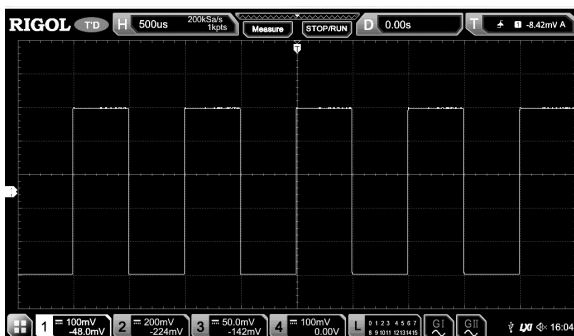 RIGOL T'D H 500us 200kSa/s 1kpts Measure STOP/RUN D 0.00s T 1 -8.42mV A
T
1 100mV -48.0mV 2 200mV -224mV 3 50.0mV -142mV 4 100mV 0.00V L 0 1 2 3 4 5 6 7 8 9 10 11 12 13 14 15 GI GII LXI 16:04